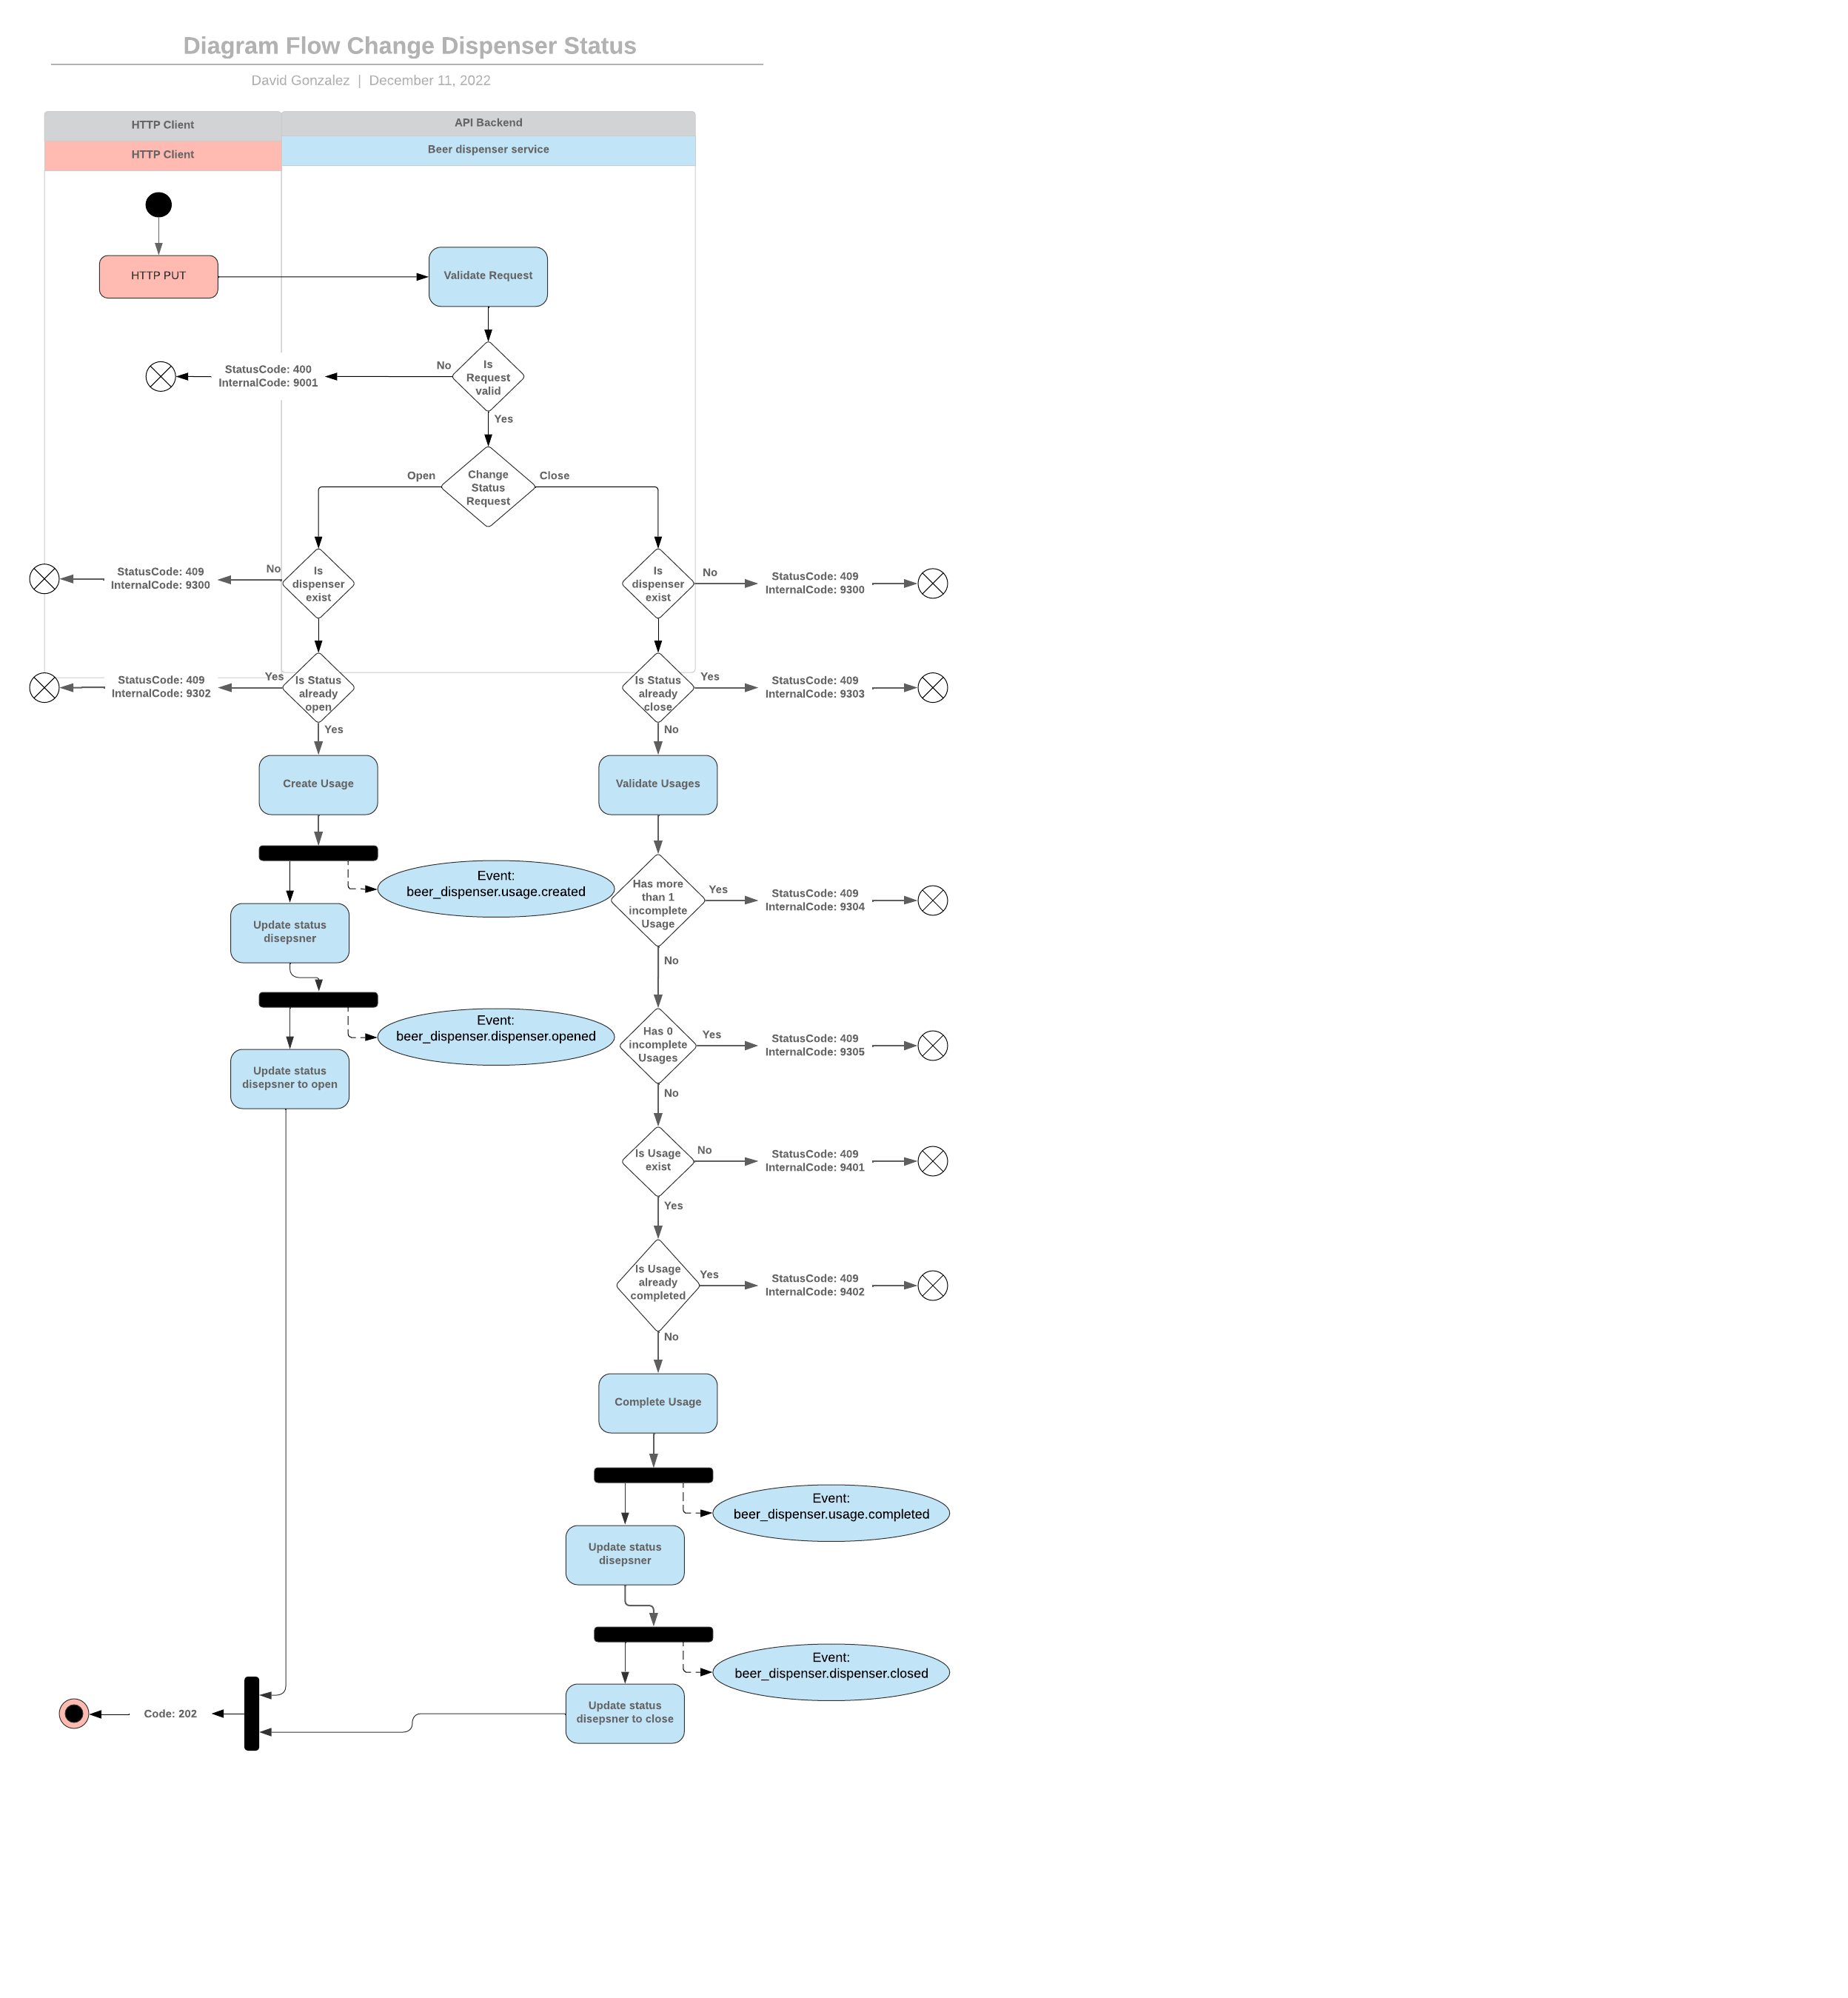 Diagram Flow Change Dispenser Status
David Gonzalez | December 11, 2022
HTTP Client
API Backend
HTTP Client
Beer dispenser service
HTTP PUT
Validate Request
No
StatusCode: 400
InternalCode: 9001
Is
Request
valid
Yes
Open
Change
Status
Request
Close
StatusCode: 409
InternalCode: 9300
No
Is
dispenser
exist
Is
dispenser
exist
No
StatusCode: 409
InternalCode: 9300
StatusCode: 409
InternalCode: 9302
Yes
Is Status
already
open
Yes
Is Status
already
close
Yes
StatusCode: 409
InternalCode: 9303
No
Create Usage
Validate Usages
Event:
beer_dispenser.usage.created
Has more
than 1
incomplete
Usage
Yes
StatusCode: 409
InternalCode: 9304
Update status
disepsner
No
Event:
beer_dispenser.dispenser.opened
Has 0
incomplete
Usages
Yes
StatusCode: 409
InternalCode: 9305
Update status
disepsner to open
No
Is Usage
exist
No
StatusCode: 409
InternalCode: 9401
Yes
Is Usage
already
completed
Yes
StatusCode: 409
InternalCode: 9402
No
Complete Usage
Event:
beer_dispenser.usage.completed
Update status
disepsner
Event:
beer_dispenser.dispenser.closed
Code: 202
Update status
disepsner to close